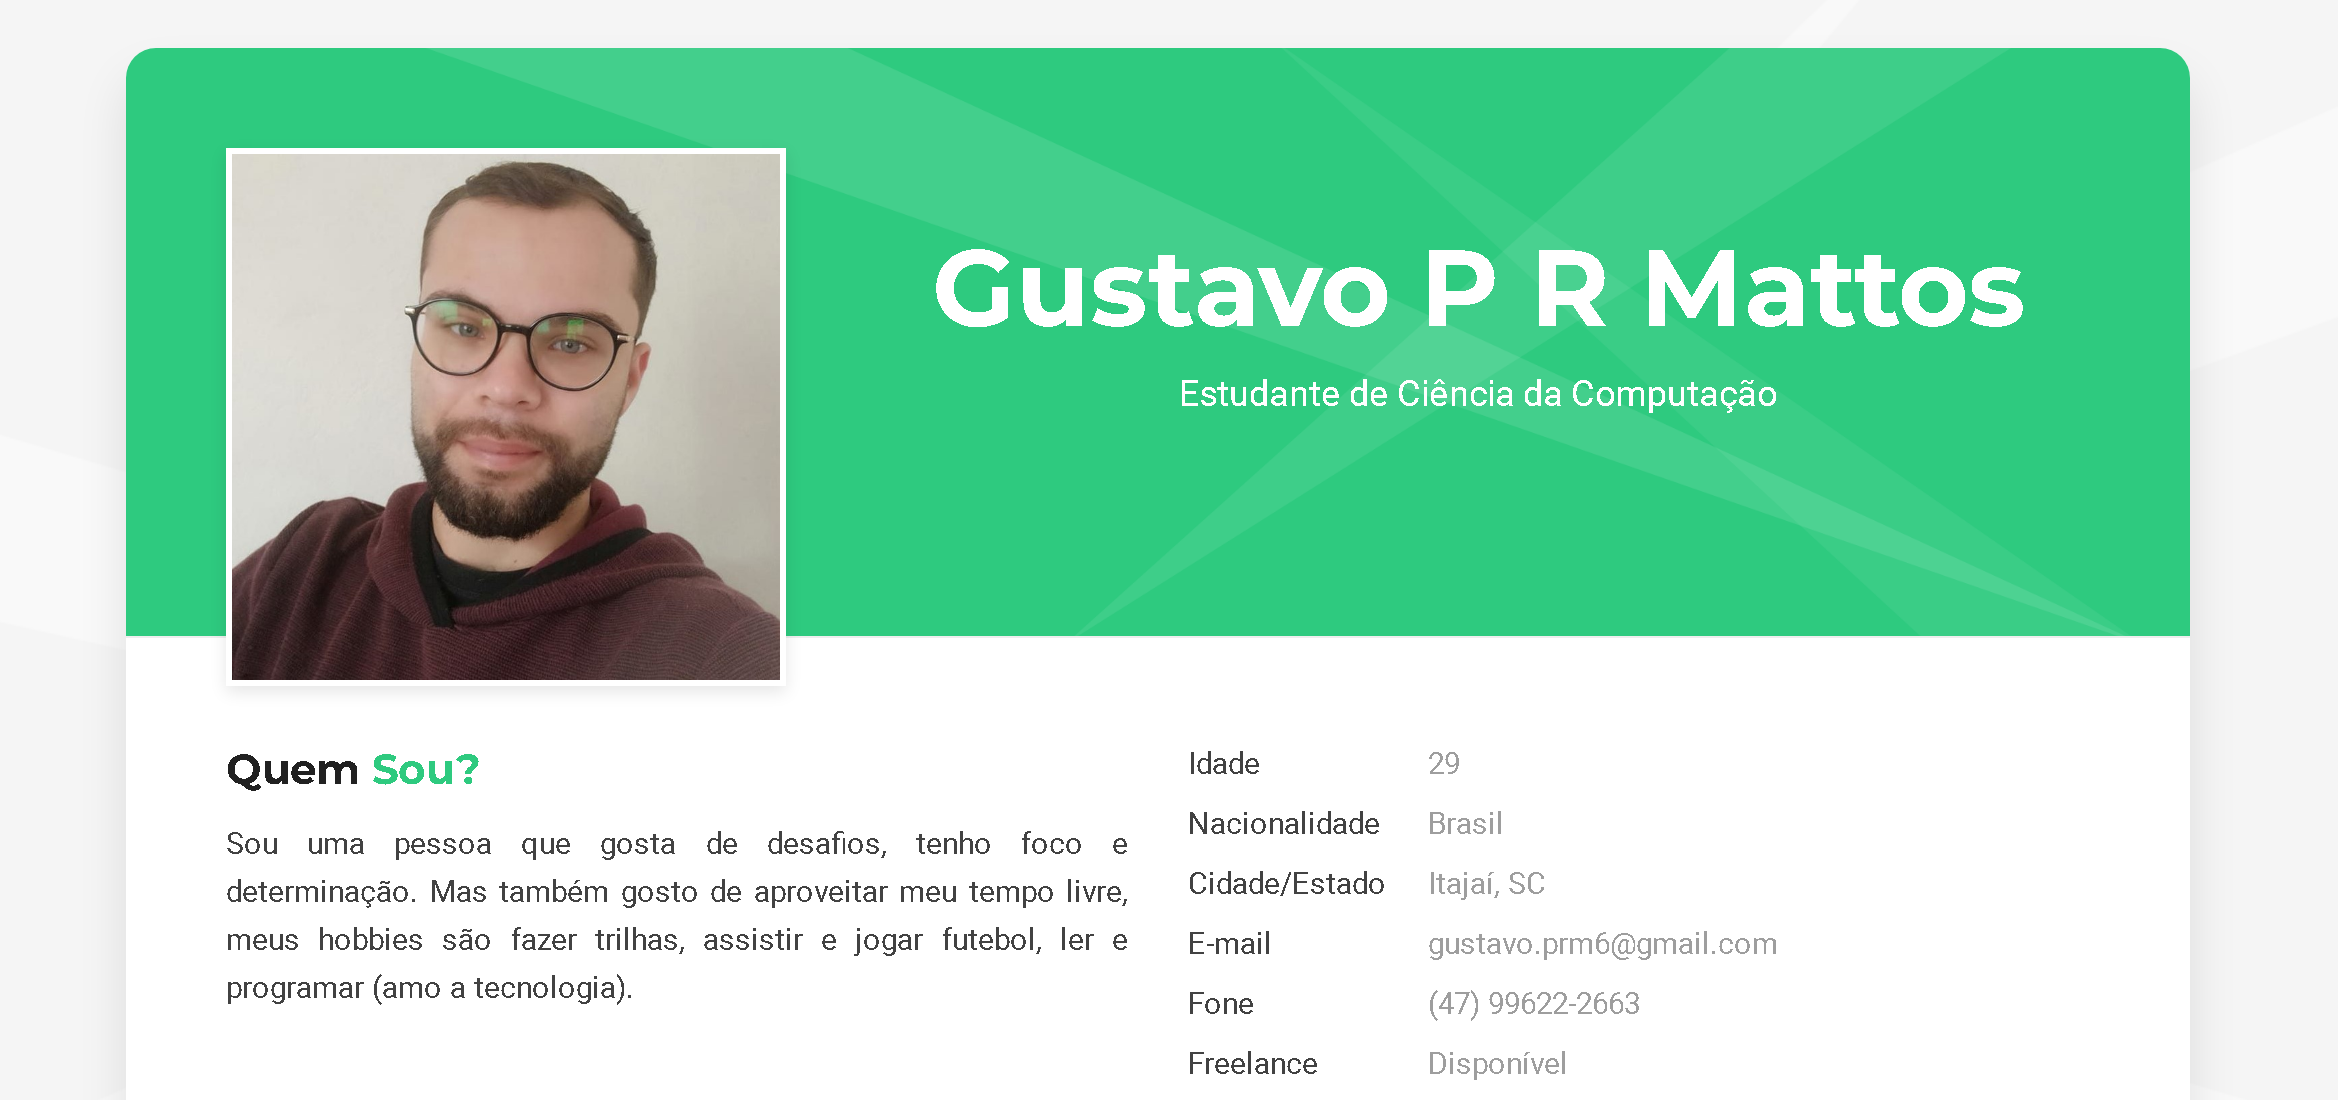 Gustavo P R Mattos
Estudante de Ciência da Computação
Quem Sou?
Sou uma pessoa que gosta de desafios, tenho foco e
determinação. Mas também gosto de aproveitar meu tempo livre,
meus hobbies são fazer trilhas, assistir e jogar futebol, ler e
programar (amo a tecnologia).
Idade 29
Nacionalidade Brasil
Cidade/Estado Itajaí, SC
E-mail gustavo.prm6@gmail.com
Fone (47) 99622-2663
Freelance Disponível